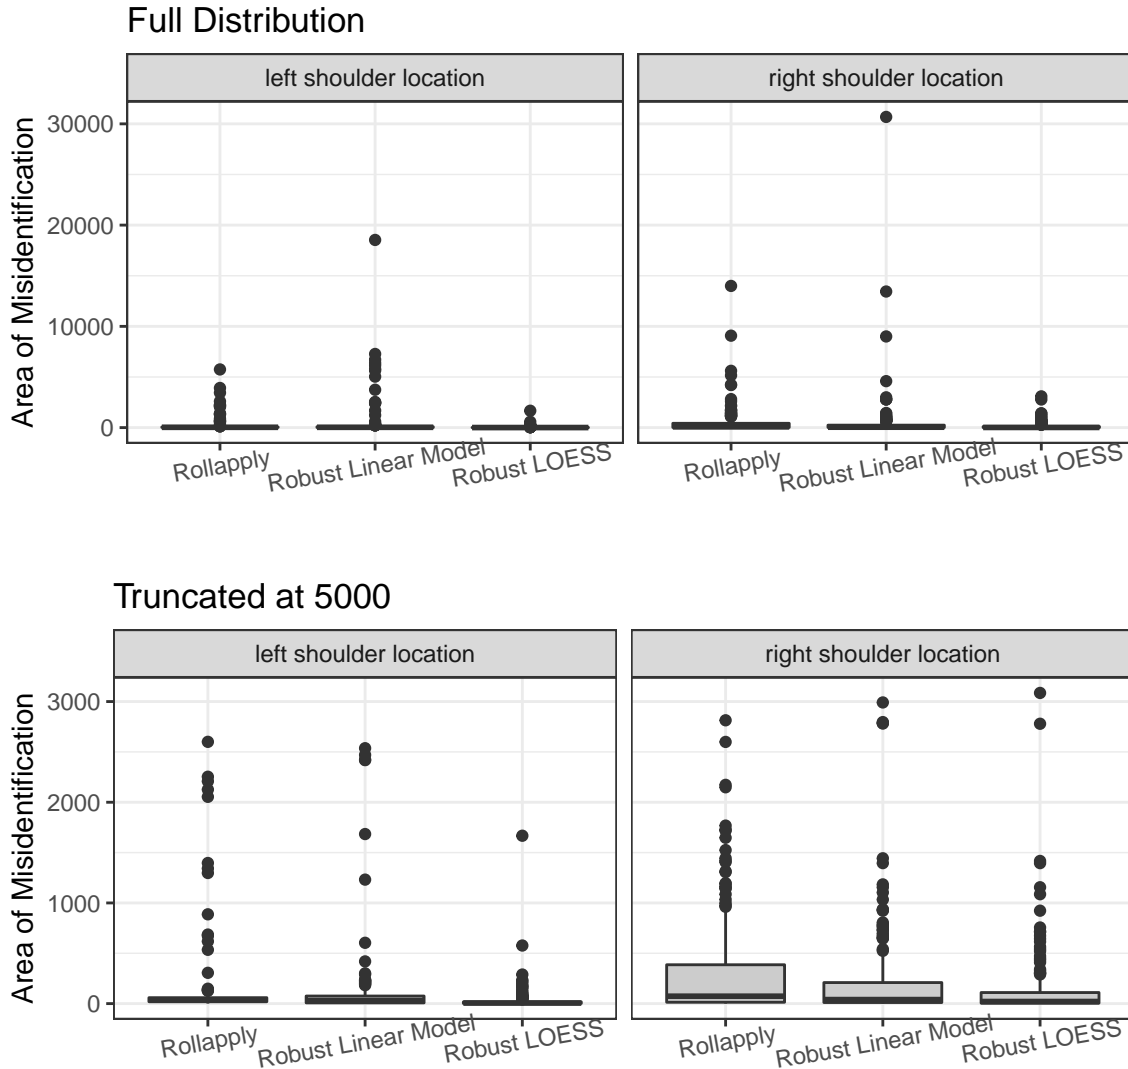 Full Distribution
left shoulder location
right shoulder location
Area of Misidentification
30000
20000
10000
0
Rollapply
Robust Linear Model
Robust LOESS
Rollapply
Robust Linear Model
Robust LOESS
Truncated at 5000
left shoulder location
right shoulder location
Area of Misidentification
3000
2000
1000
0
Rollapply
Robust Linear Model
Robust LOESS
Rollapply
Robust Linear Model
Robust LOESS